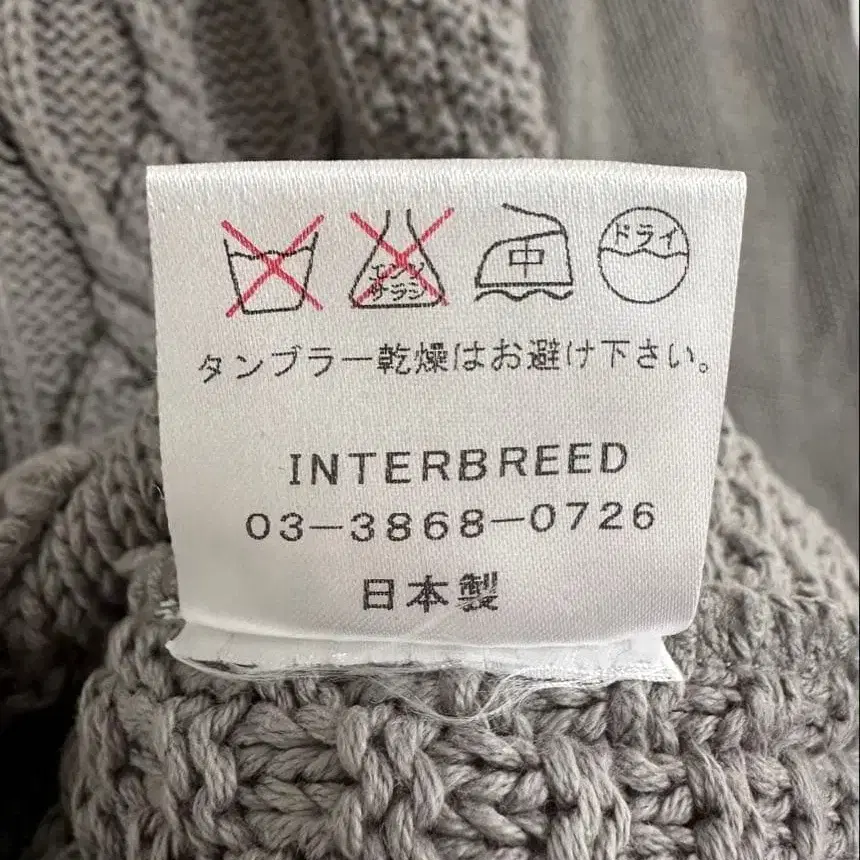 エンソ
サラシ
中
ドライ
タンブラー乾燥はお避け下さい。
INTERBREED
03-3868-0726
日本製